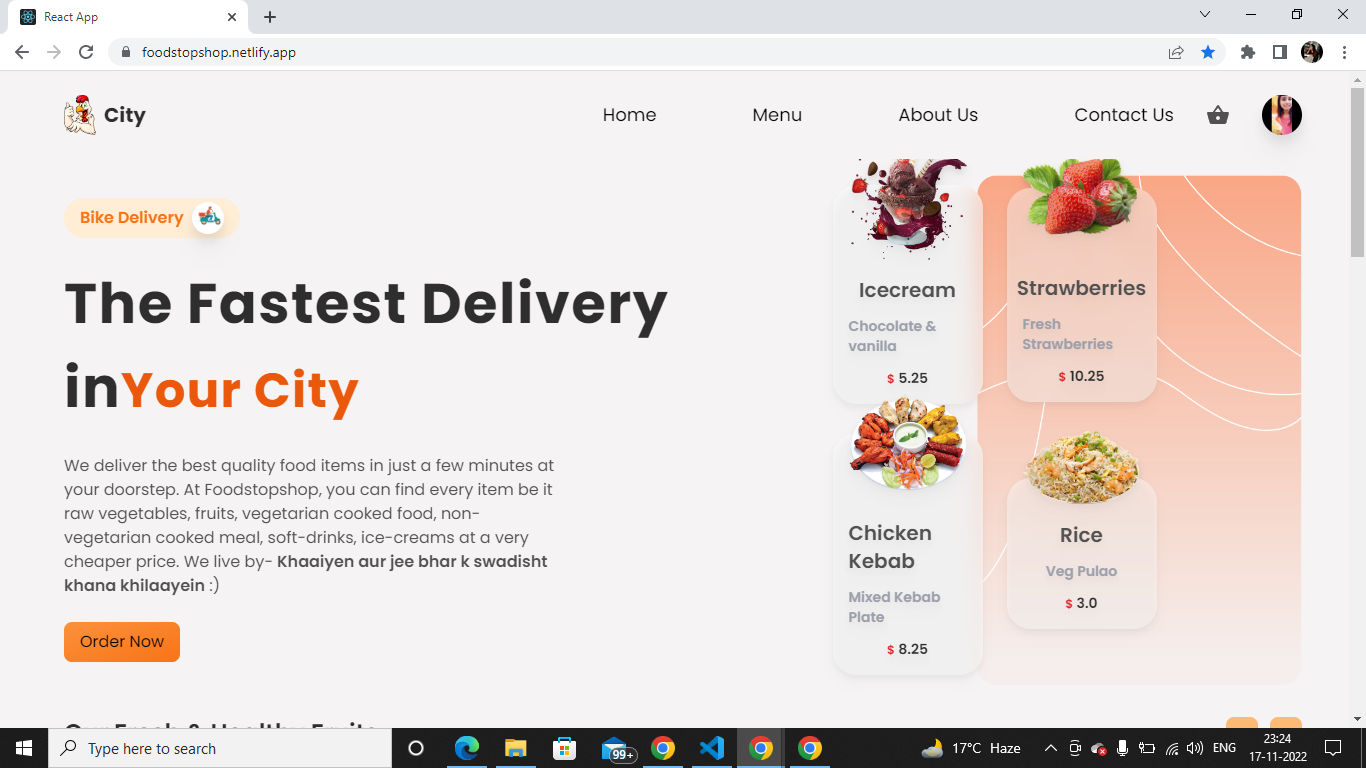 React App
foodstopshop.netlify.app
City
Home
Menu
About Us
Contact Us
Bike Delivery
The Fastest Delivery
inYour City
We deliver the best quality food items in just a few minutes at
your doorstep. At Foodstopshop, you can find every item be it
raw vegetables, fruits, vegetarian cooked food, non-
vegetarian cooked meal, soft-drinks, ice-creams at a very
cheaper price. We live by- Khaaiyen aur jee bhar k swadisht
khana khilaayein :)
Order Now
Icecream
Chocolate &
vanilla
$ 5.25
Strawberries
Fresh
Strawberries
$ 10.25
Chicken
Kebab
Mixed Kebab
Plate
$ 8.25
Rice
Veg Pulao
$ 3.0
Our Fresh & Healthy Fruits
Type here to search
99+
17°C Haze
ENG
23:24
17-11-2022